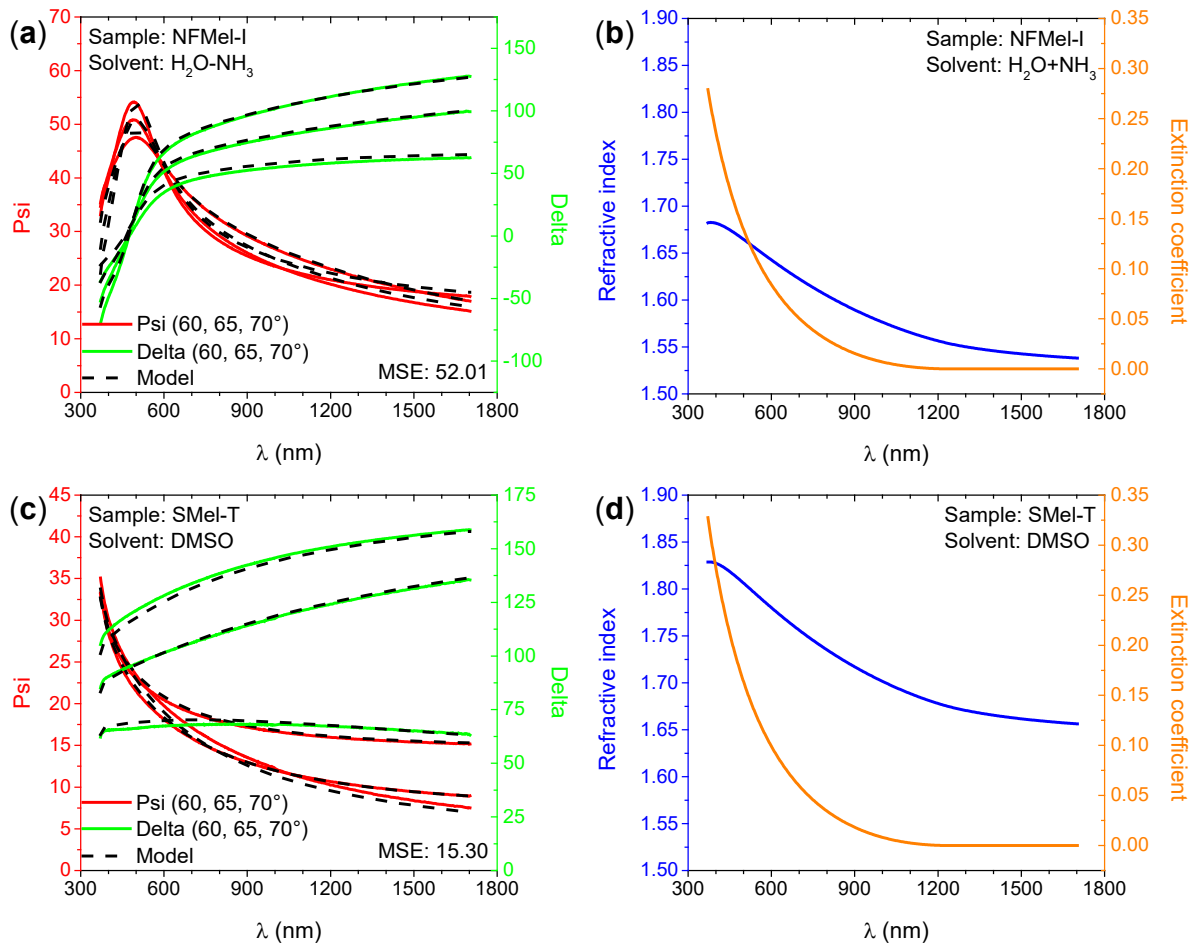 (a)
Sample: NFMel-I
Solvent: H₂O-NH₃
70
60
50
40
30
20
10
0
Psi
150
100
50
0
-50
-100
Delta
Psi (60, 65, 70°)
Delta (60, 65, 70°)
Model
MSE: 52.01
300 600 900 1200 1500 1800
λ (nm)
(b)
Sample: NFMel-I
Solvent: H₂O+NH₃
1.90
1.85
1.80
1.75
1.70
1.65
1.60
1.55
1.50
Refractive index
0.35
0.30
0.25
0.20
0.15
0.10
0.05
0.00
Extinction coefficient
300 600 900 1200 1500 1800
λ (nm)
(c)
Sample: SMel-T
Solvent: DMSO
45
40
35
30
25
20
15
10
5
0
Psi
175
150
125
100
75
50
25
0
Delta
Psi (60, 65, 70°)
Delta (60, 65, 70°)
Model
MSE: 15.30
300 600 900 1200 1500 1800
λ (nm)
(d)
Sample: SMel-T
Solvent: DMSO
1.90
1.85
1.80
1.75
1.70
1.65
1.60
1.55
1.50
Refractive index
0.35
0.30
0.25
0.20
0.15
0.10
0.05
0.00
Extinction coefficient
300 600 900 1200 1500 1800
λ (nm)